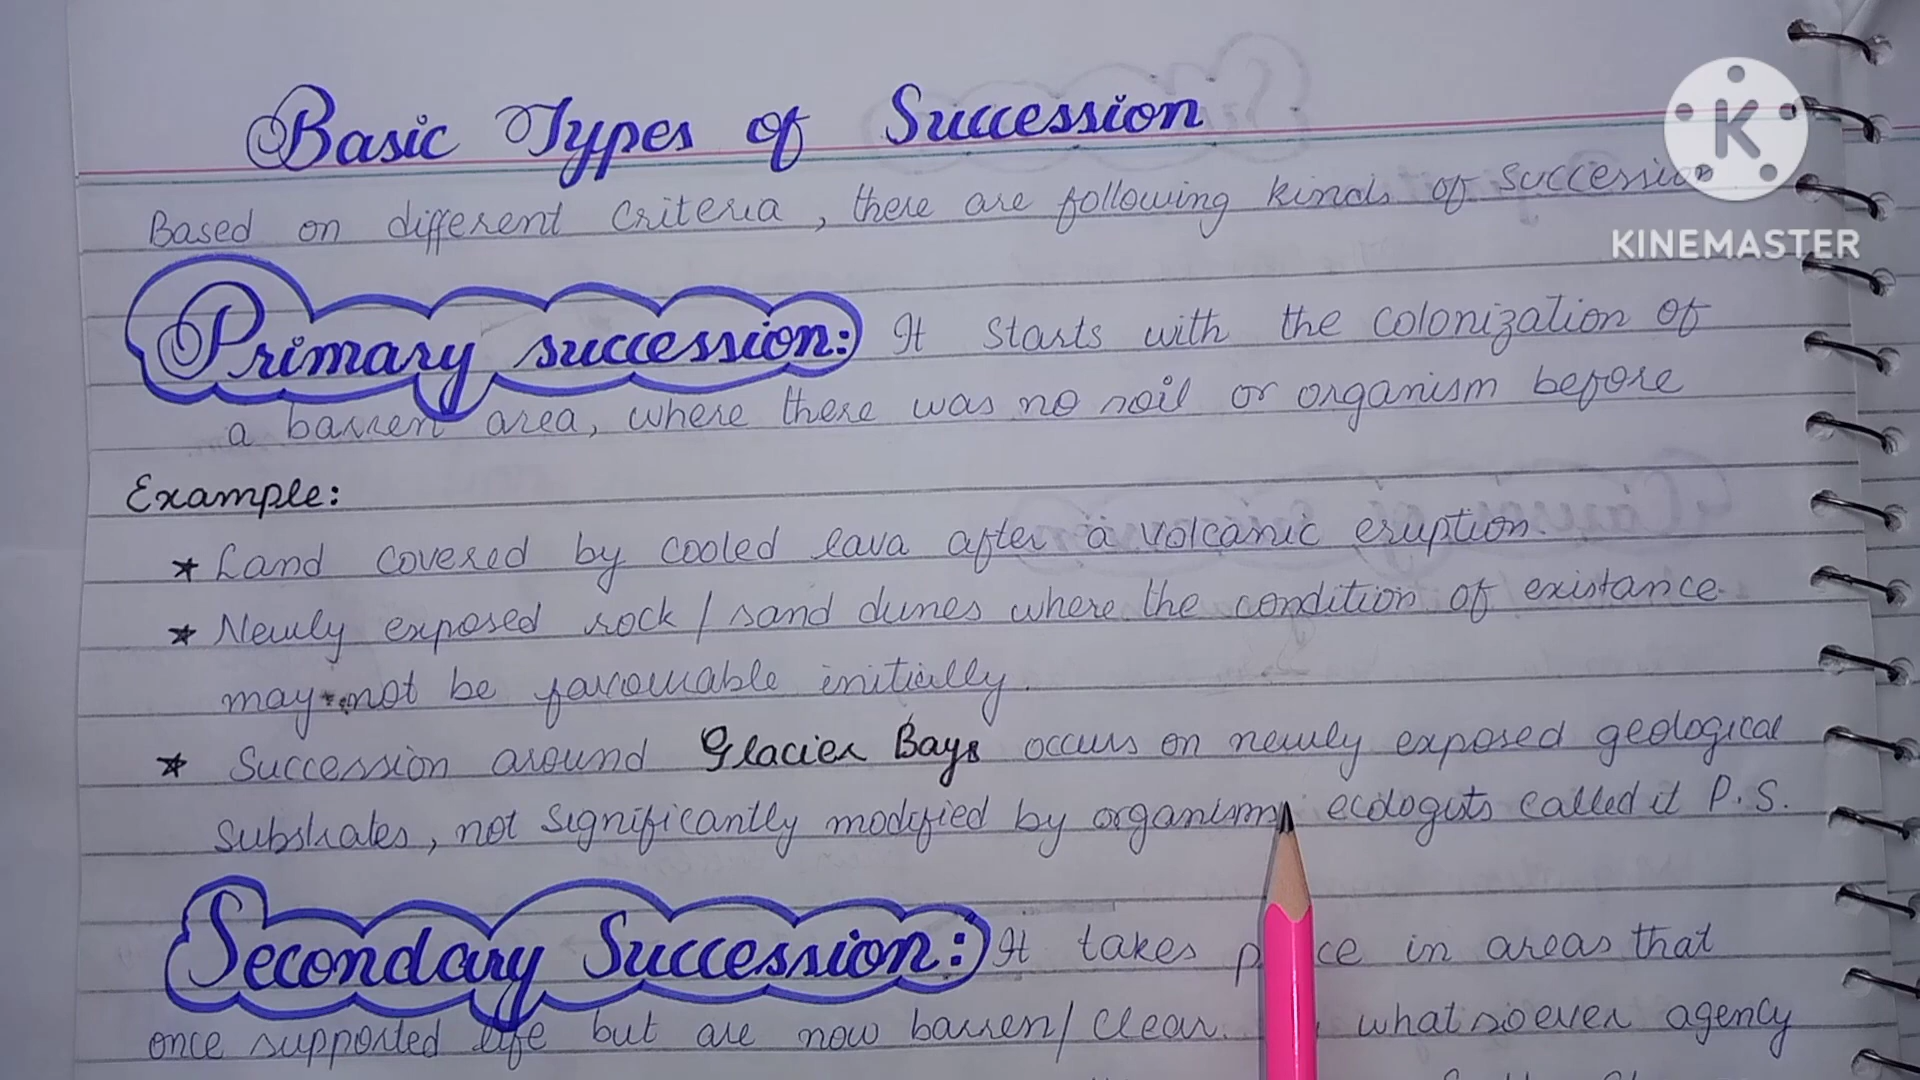 Basic Types of Succession
Based on different criteria, there are following kinds of succession
KINEMASTER
Primary succession: It starts with the colonization of
a barren area, where there was no soil or organism before
Example:
* Land covered by cooled lava after a volcanic eruption.
* Newly exposed rock / sand dunes where the condition of existance
may not be favourable initially.
* Succession around Glacier Bays occurs on newly exposed geological
substrates, not significantly modified by organisms ecologists called it P.S.
Secondary Succession: It takes place in areas that
once supported life but are now barren/clear. whatsoever agency